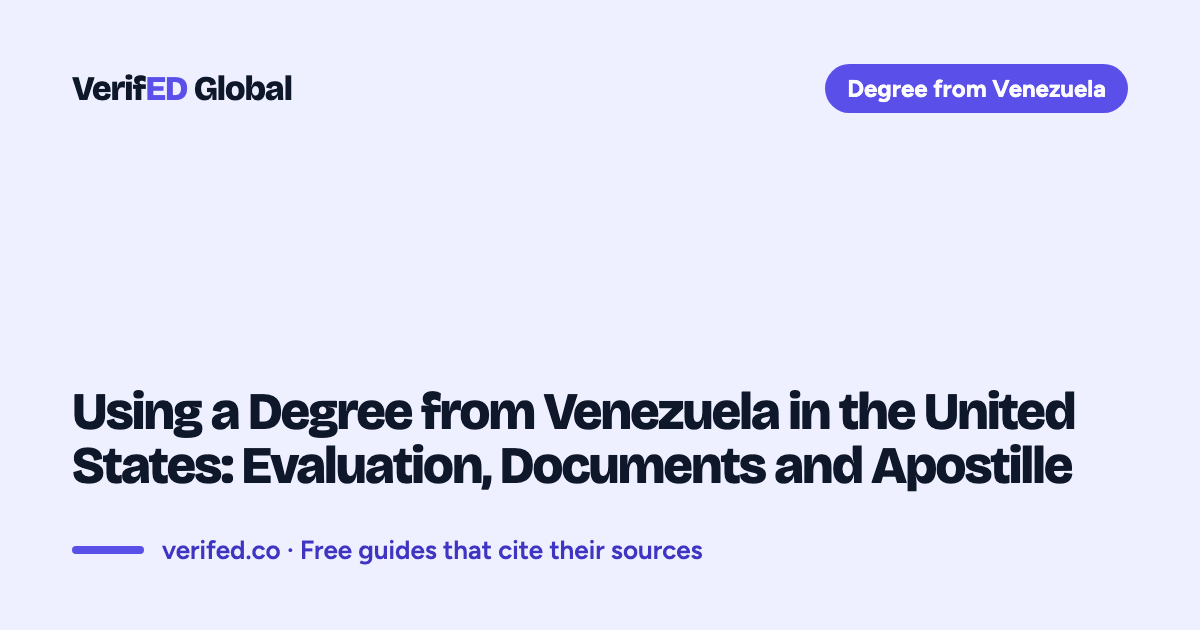 VerifED Global
Degree from Venezuela
Using a Degree from Venezuela in the United
States: Evaluation, Documents and Apostille
verifed.co · Free guides that cite their sources